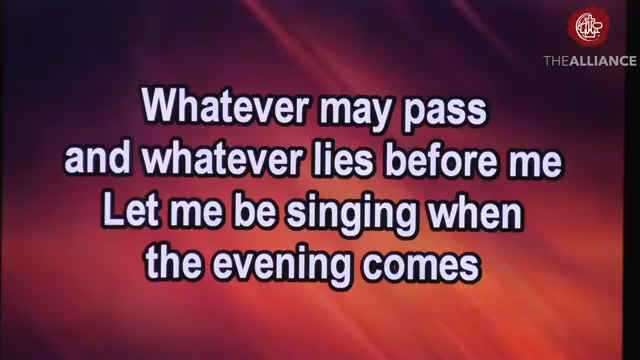 THEALLIANCE
Whatever may pass
and whatever lies before me
Let me be singing when
the evening comes